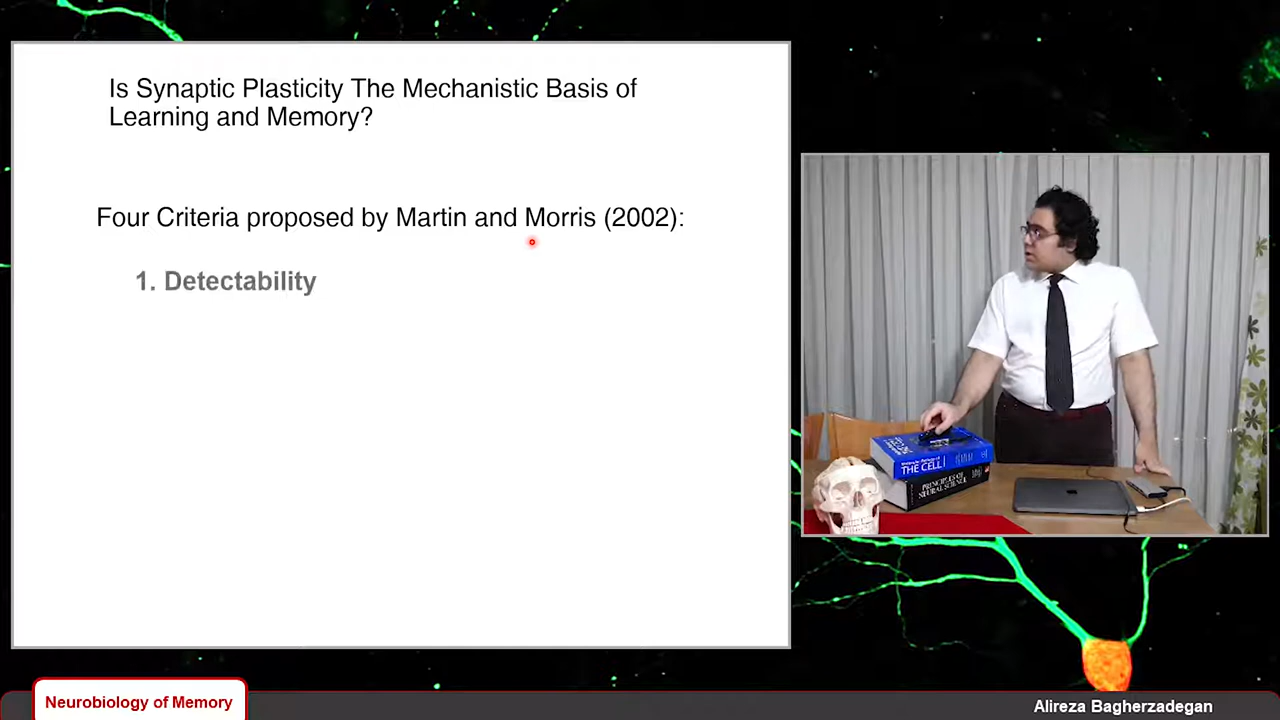 Is Synaptic Plasticity The Mechanistic Basis of
Learning and Memory?
Four Criteria proposed by Martin and Morris (2002):
1. Detectability
THE CELL
PRINCIPLES OF
NEURAL SCIENCE
Neurobiology of Memory
Alireza Bagherzadegan